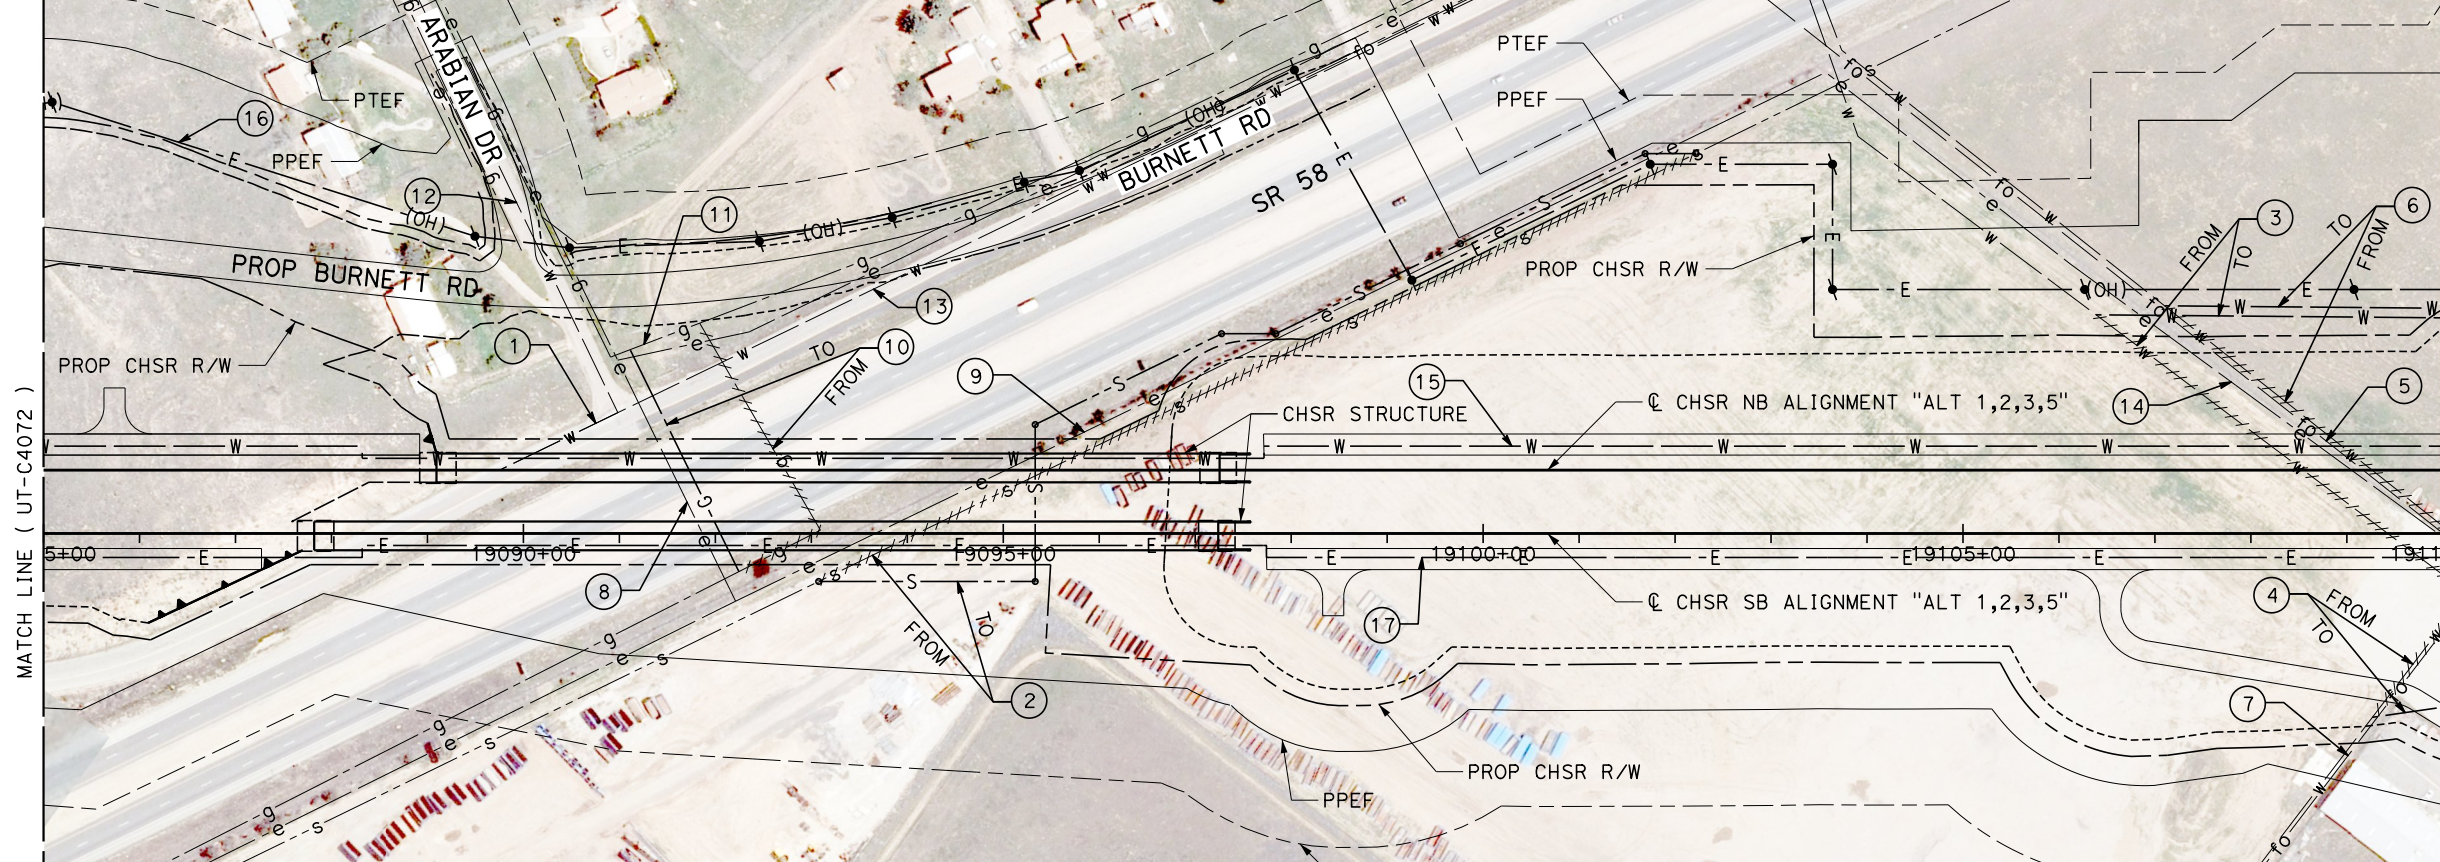 ARABIAN DR
PTEF
16
PPEF
12
(OH)
PROP BURNETT RD
11
(OH)
(OH)
BURNETT RD
SR 58
PTEF
PPEF
PROP CHSR R/W
(OH)
FROM
TO
3
TO
FROM
6
13
1
TO
FROM
10
PROP CHSR R/W
9
15
CHSR STRUCTURE
℄ CHSR NB ALIGNMENT "ALT 1,2,3,5"
14
5
MATCH LINE ( UT-C4072 )
5+00
19090+00
19095+00
19100+00
19105+00
1911
8
FROM
TO
2
17
℄ CHSR SB ALIGNMENT "ALT 1,2,3,5"
4
FROM
TO
7
PROP CHSR R/W
PPEF